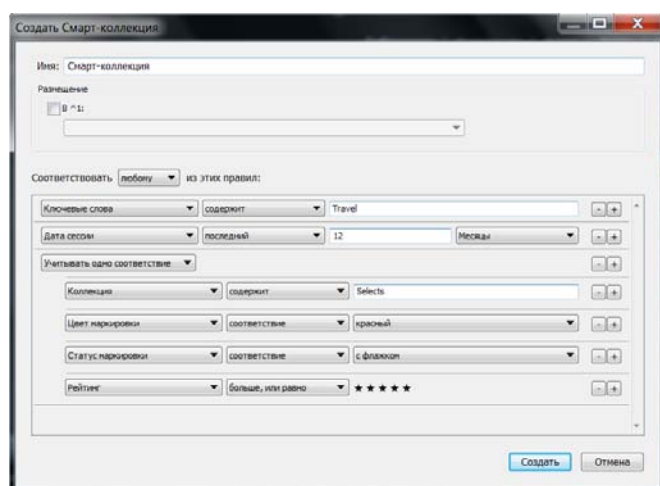 Создать Смарт-коллекция
Имя: Смарт-коллекция
Размещение
В ^1:
Соответствовать любому из этих правил:
Ключевые слова содержит Travel - +
Дата сессии последний 12 Месяцы - +
Учитывать одно соответствие - +
Коллекция содержит Selects - +
Цвет маркировки соответствие красный - +
Статус маркировки соответствие с флажком - +
Рейтинг больше, или равно ★★★★★ - +
Создать Отмена